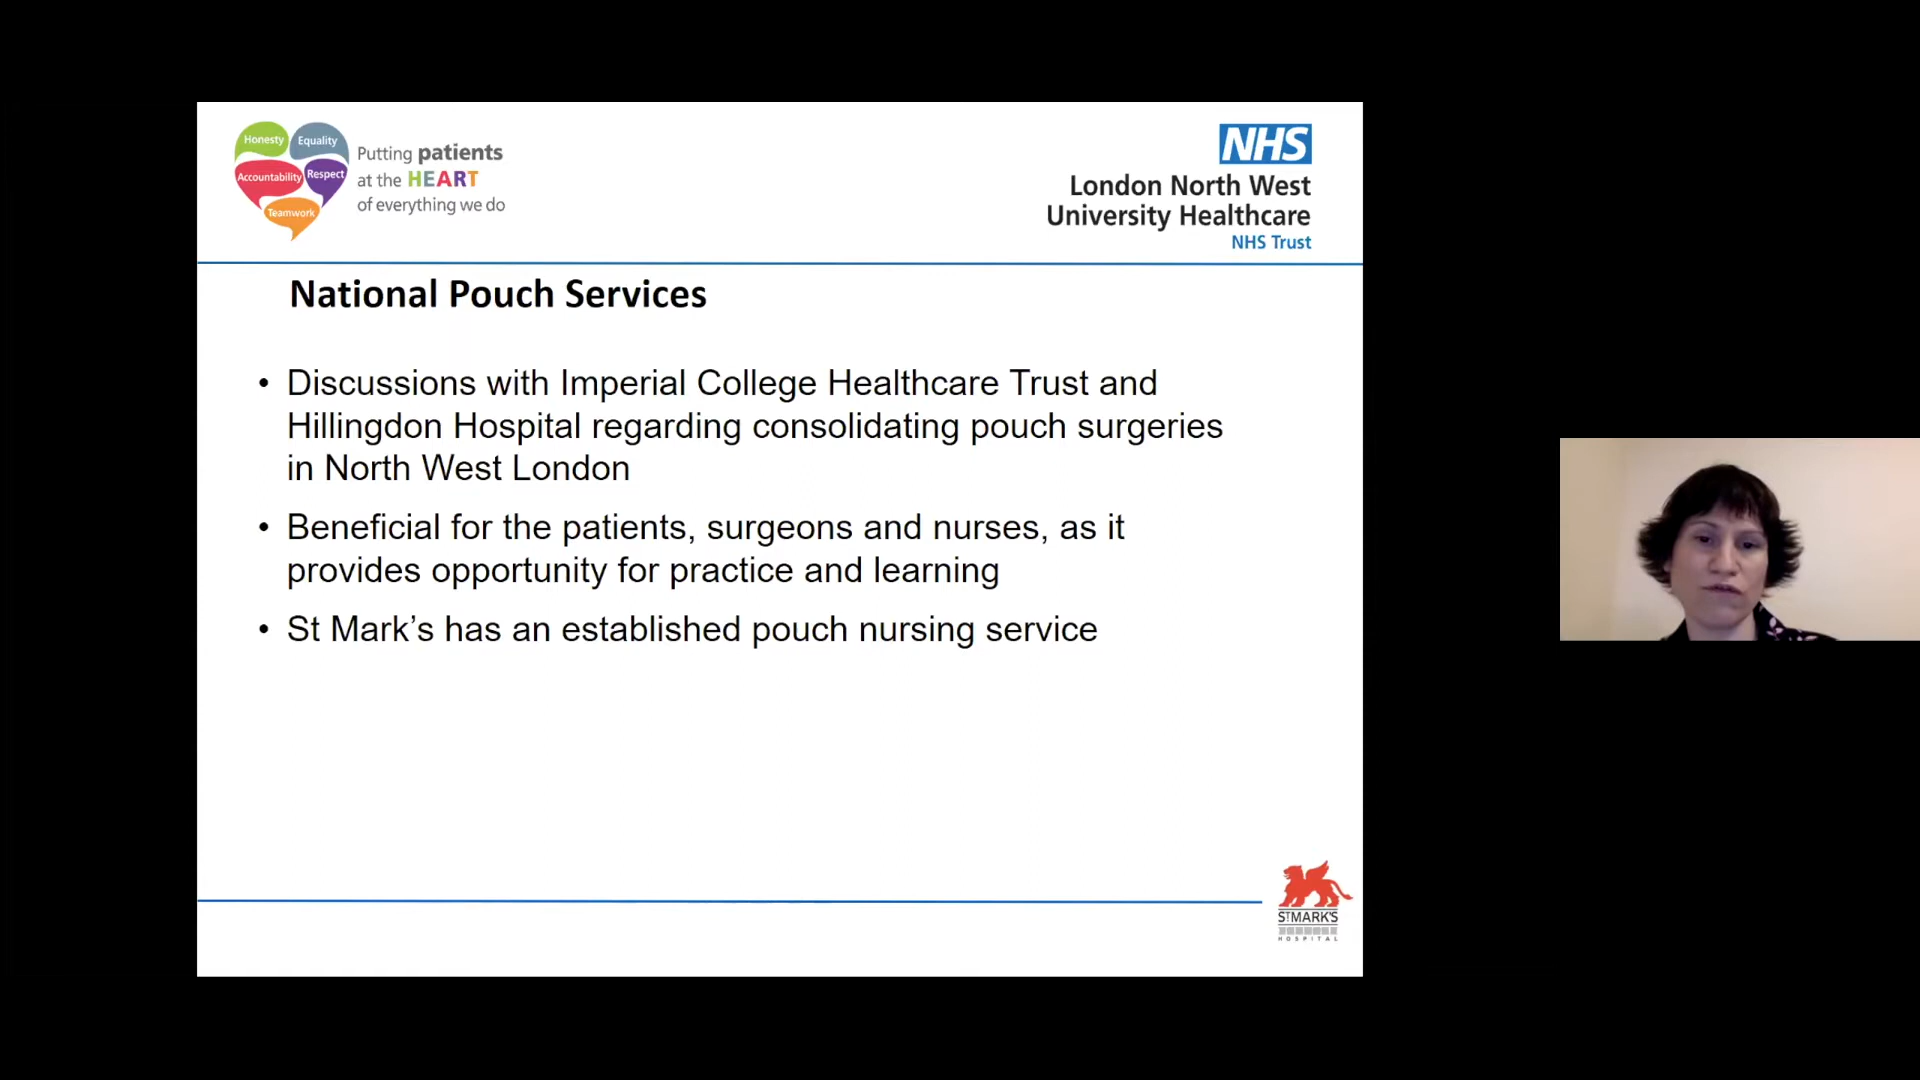 Honesty
Equality
Accountability
Respect
Teamwork
Putting patients
at the HEART
of everything we do
NHS
London North West
University Healthcare
NHS Trust
National Pouch Services
• Discussions with Imperial College Healthcare Trust and
Hillingdon Hospital regarding consolidating pouch surgeries
in North West London
• Beneficial for the patients, surgeons and nurses, as it
provides opportunity for practice and learning
• St Mark’s has an established pouch nursing service
ST MARK'S
HOSPITAL